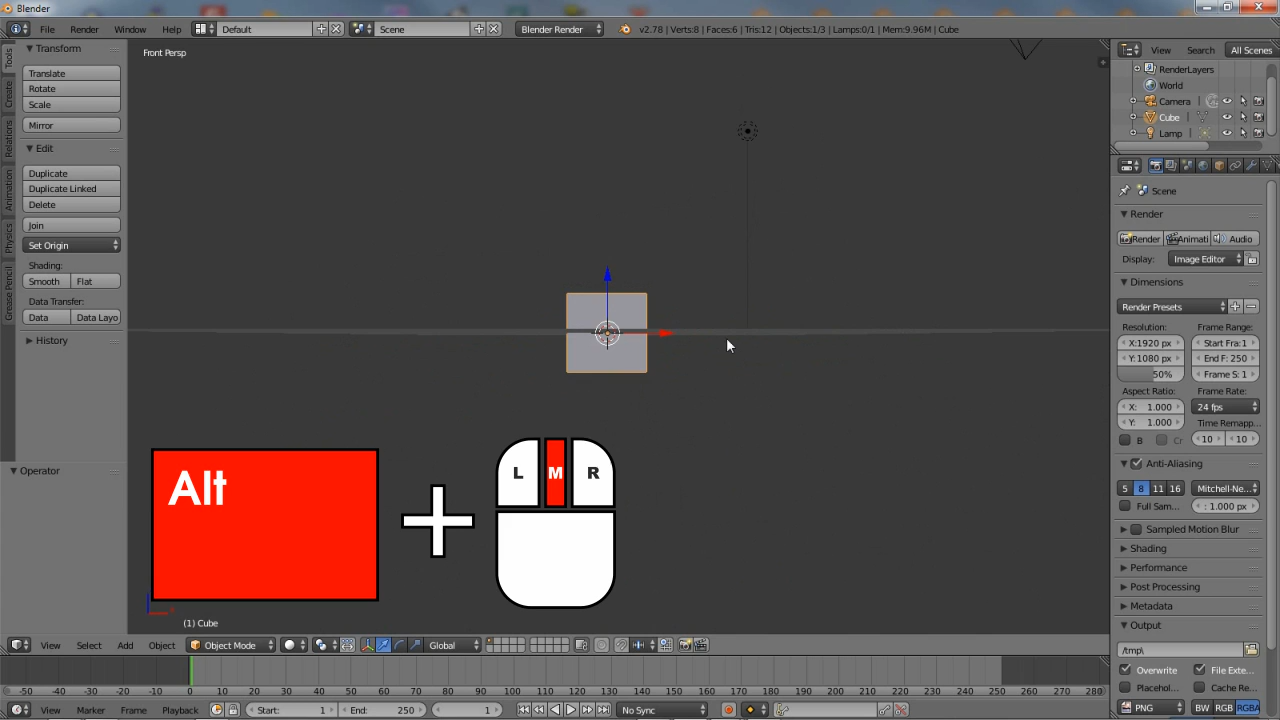 Blender
File Render Window Help Default Scene Blender Render v2.78 | Verts:8 | Faces:6 | Tris:12 | Objects:1/3 | Lamps:0/1 | Mem:9.96M | Cube
Tools
Create
Relations
Animation
Physics
Grease Pencil
Transform
Translate
Rotate
Scale
Mirror
Edit
Duplicate
Duplicate Linked
Delete
Join
Set Origin
Shading:
Smooth Flat
Data Transfer:
Data Data Layo
History
Operator
Front Persp
Alt
L M R
(1) Cube
View Search All Scenes
RenderLayers
World
Camera
Cube
Lamp
Scene
Render
Render Animati Audio
Display: Image Editor
Dimensions
Render Presets
Resolution: Frame Range:
X:1920 px Start Fra:1
Y:1080 px End F: 250
50% Frame S: 1
Aspect Ratio: Frame Rate:
X: 1.000 24 fps
Y: 1.000 Time Remapp...
B Cr 10 10
Anti-Aliasing
5 8 11 16 Mitchell-Ne...
Full Sam... : 1.000 px
Sampled Motion Blur
Shading
Performance
Post Processing
Metadata
Output
/tmp\
Overwrite File Exte...
Placehol... Cache Re...
PNG BW RGB RGBA
View Select Add Object Object Mode Global
-50 -40 -30 -20 -10 0 10 20 30 40 50 60 70 80 90 100 110 120 130 140 150 160 170 180 190 200 210 220 230 240 250 260 270 280
View Marker Frame Playback Start: 1 End: 250 1 No Sync